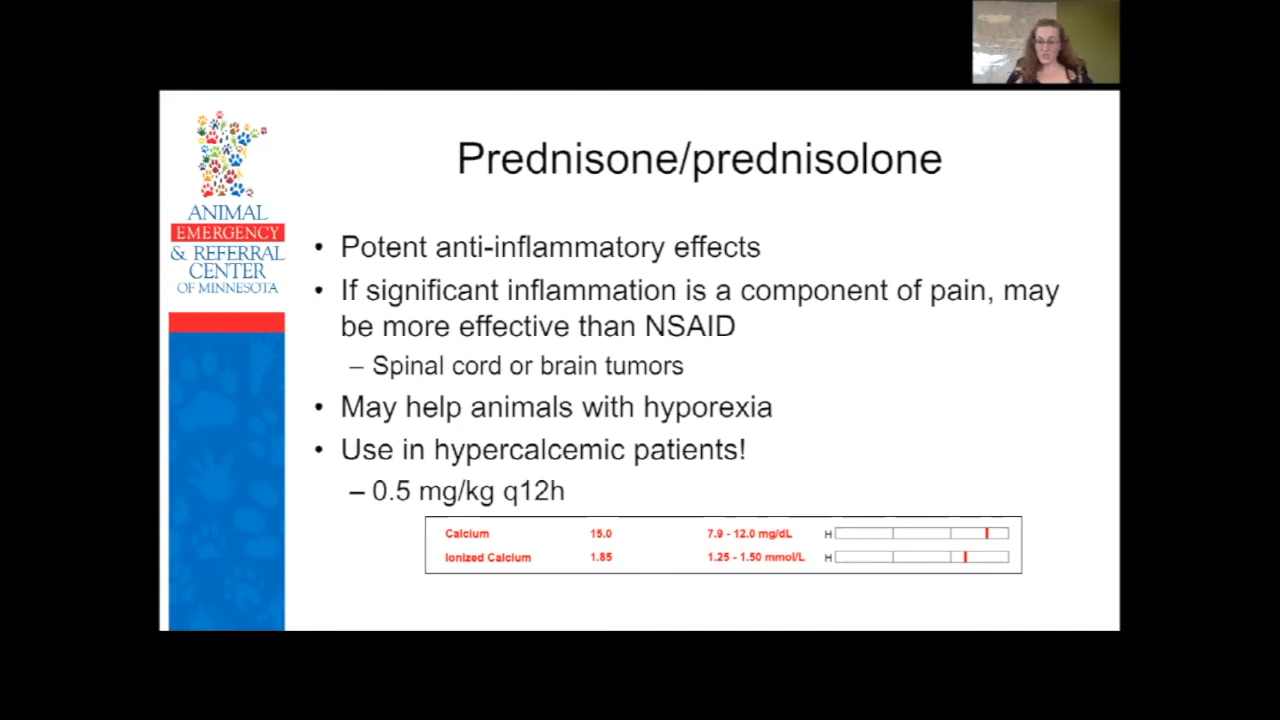 Prednisone/prednisolone
ANIMAL
EMERGENCY
& REFERRAL
CENTER
OF MINNESOTA
• Potent anti-inflammatory effects
• If significant inflammation is a component of pain, may
be more effective than NSAID
– Spinal cord or brain tumors
• May help animals with hyporexia
• Use in hypercalcemic patients!
– 0.5 mg/kg q12h
Calcium 15.0 7.9 - 12.0 mg/dL H
Ionized Calcium 1.85 1.25 - 1.50 mmol/L H